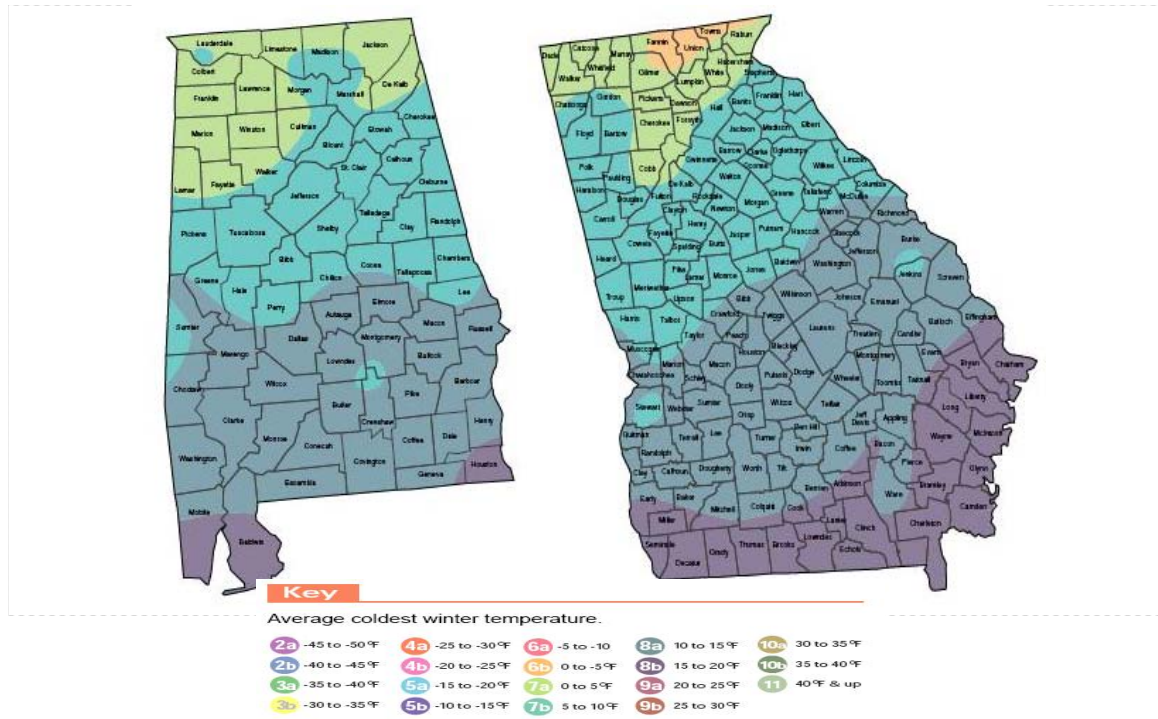 Lauderdale
Limestone
Madison
Jackson
Colbert
Lawrence
Morgan
Marshall
De Kalb
Franklin
Marion
Winston
Cullman
Cherokee
Etowah
Blount
Lamar
Fayette
Walker
St. Clair
Calhoun
Cleburne
Jefferson
Pickens
Tuscaloosa
Shelby
Talladega
Clay
Randolph
Bibb
Greene
Hale
Perry
Chilton
Coosa
Tallapoosa
Chambers
Lee
Sumter
Autauga
Elmore
Macon
Russell
Marengo
Dallas
Lowndes
Montgomery
Bullock
Choctaw
Wilcox
Butler
Pike
Barbour
Clarke
Crenshaw
Henry
Monroe
Conecuh
Coffee
Dale
Washington
Covington
Geneva
Houston
Escambia
Mobile
Baldwin
Dade
Catoosa
Murray
Fannin
Towns
Rabun
Union
Walker
Whitfield
Gilmer
White
Habersham
Lumpkin
Stephens
Chattooga
Gordon
Pickens
Dawson
Hall
Banks
Franklin
Hart
Floyd
Bartow
Cherokee
Forsyth
Jackson
Madison
Elbert
Polk
Cobb
Gwinnett
Barrow
Clarke
Oconee
Oglethorpe
Wilkes
Lincoln
Haralson
Paulding
Douglas
Fulton
De Kalb
Rockdale
Walton
Newton
Morgan
Greene
Taliaferro
McDuffie
Columbia
Carroll
Clayton
Henry
Fayette
Coweta
Spalding
Butts
Jasper
Putnam
Hancock
Warren
Glascock
Richmond
Burke
Jefferson
Heard
Pike
Lamar
Monroe
Jones
Baldwin
Washington
Jenkins
Screven
Troup
Meriwether
Upson
Bibb
Wilkinson
Johnson
Emanuel
Harris
Talbot
Taylor
Crawford
Peach
Twiggs
Laurens
Treutlen
Candler
Bulloch
Effingham
Muscogee
Marion
Macon
Houston
Bleckley
Montgomery
Evans
Bryan
Chatham
Chattahoochee
Schley
Dooly
Pulaski
Dodge
Wheeler
Toombs
Tattnall
Liberty
Stewart
Webster
Sumter
Crisp
Wilcox
Telfair
Jeff
Davis
Appling
Long
Wayne
McIntosh
Quitman
Randolph
Terrell
Lee
Turner
Ben Hill
Irwin
Coffee
Bacon
Pierce
Glynn
Clay
Calhoun
Dougherty
Worth
Tift
Berrien
Atkinson
Ware
Brantley
Camden
Early
Baker
Mitchell
Colquitt
Cook
Lanier
Clinch
Charlton
Miller
Seminole
Decatur
Grady
Thomas
Brooks
Lowndes
Echols
Key
Average coldest winter temperature.
2a -45 to -50°F 4a -25 to -30°F 6a -5 to -10 8a 10 to 15°F 10a 30 to 35°F
2b -40 to -45°F 4b -20 to -25°F 6b 0 to -5°F 8b 15 to 20°F 10b 35 to 40°F
3a -35 to -40°F 5a -15 to -20°F 7a 0 to 5°F 9a 20 to 25°F 11 40°F & up
3b -30 to -35°F 5b -10 to -15°F 7b 5 to 10°F 9b 25 to 30°F